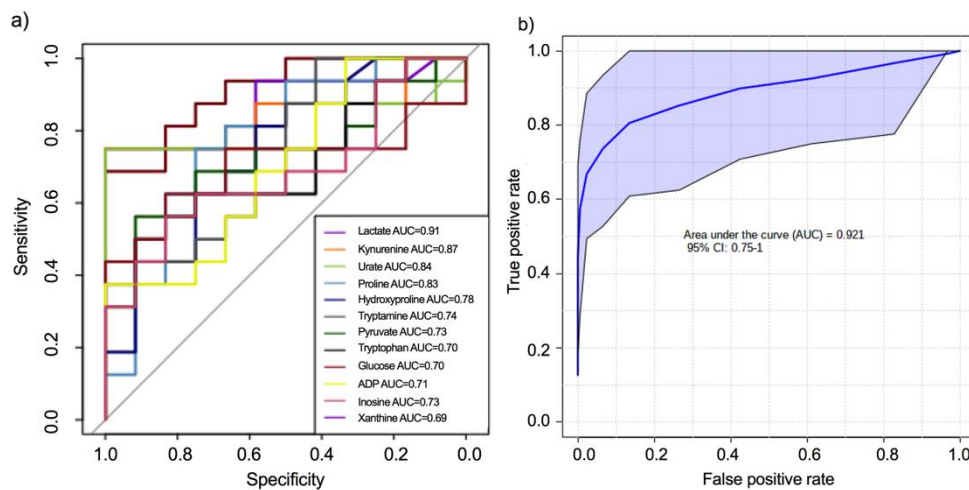 a)
Sensitivity
1.0
0.8
0.6
0.4
0.2
0.0
Lactate AUC=0.91
Kynurenine AUC=0.87
Urate AUC=0.84
Proline AUC=0.83
Hydroxyproline AUC=0.78
Tryptamine AUC=0.74
Pyruvate AUC=0.73
Tryptophan AUC=0.70
Glucose AUC=0.70
ADP AUC=0.71
Inosine AUC=0.73
Xanthine AUC=0.69
1.0 0.8 0.6 0.4 0.2 0.0
Specificity
b)
True positive rate
1.0
0.8
0.6
0.4
0.2
0.0
Area under the curve (AUC) = 0.921
95% CI: 0.75-1
0.0 0.2 0.4 0.6 0.8 1.0
False positive rate